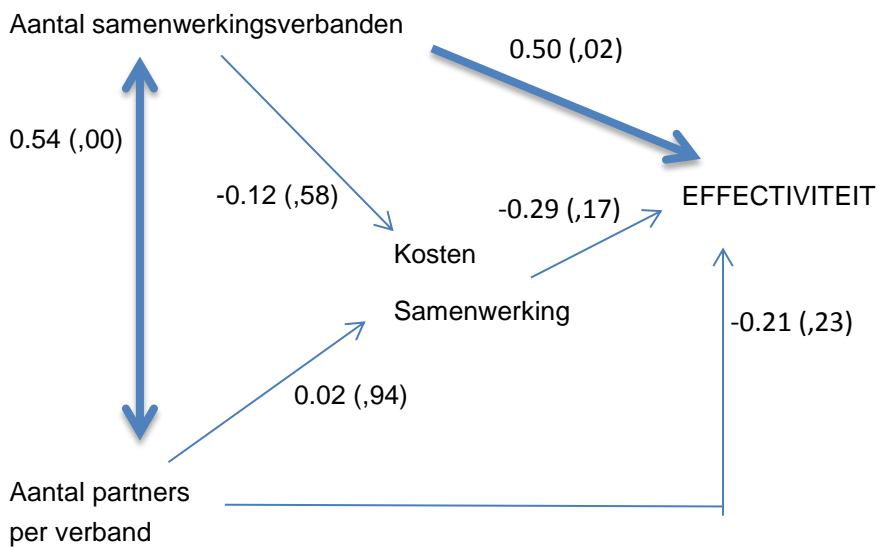 Aantal samenwerkingsverbanden
0.50 (,02)
0.54 (,00)
-0.12 (,58)
-0.29 (,17)
EFFECTIVITEIT
Kosten
Samenwerking
-0.21 (,23)
0.02 (,94)
Aantal partners
per verband